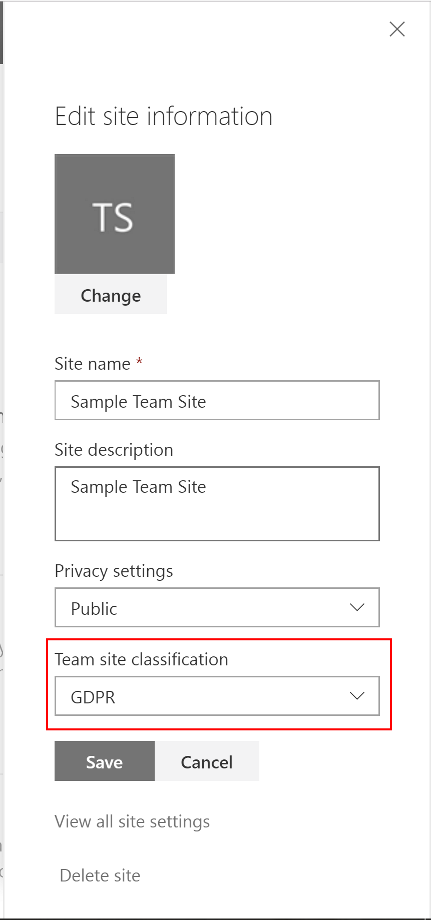 Edit site information
TS
Change
Site name *
Sample Team Site
Site description
Sample Team Site
Privacy settings
Public
Team site classification
GDPR
Save Cancel
View all site settings
Delete site